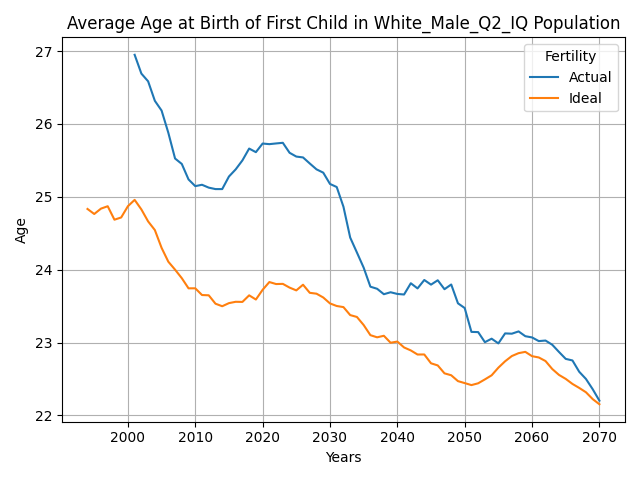 Average Age at Birth of First Child in White_Male_Q2_IQ Population
Fertility
Actual
Ideal
Age
27
26
25
24
23
22
2000
2010
2020
2030
2040
2050
2060
2070
Years